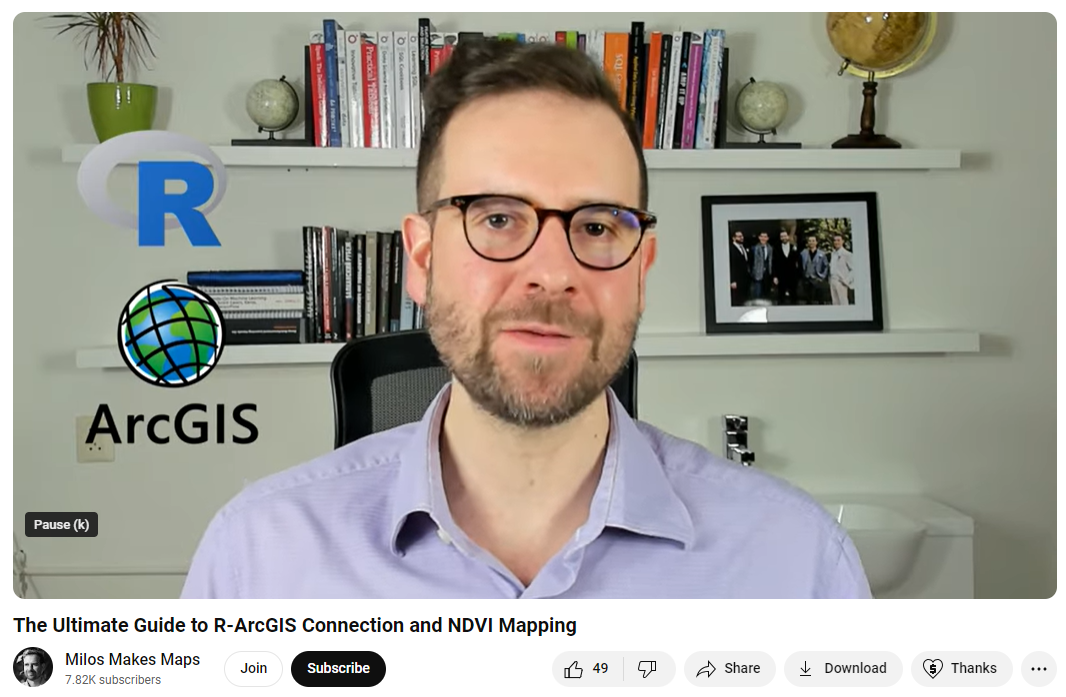 R
ArcGIS
Pause (k)
The Ultimate Guide to R-ArcGIS Connection and NDVI Mapping
Milos Makes Maps
7.82K subscribers
Join
Subscribe
49
Share
Download
Thanks